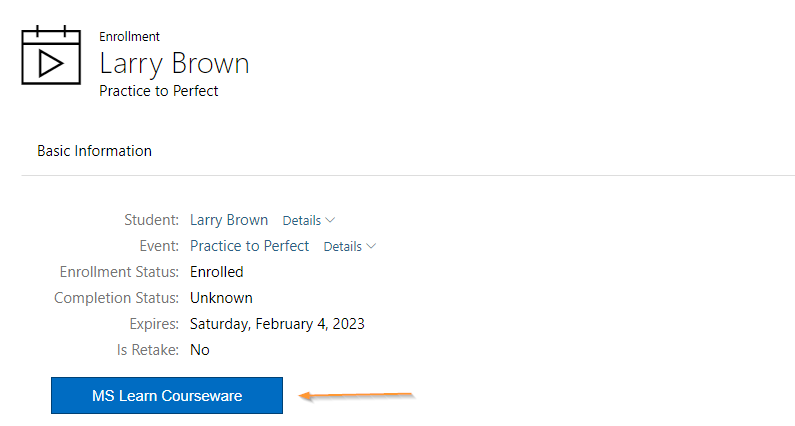 Enrollment
Larry Brown
Practice to Perfect
Basic Information
Student: Larry Brown Details
Event: Practice to Perfect Details
Enrollment Status: Enrolled
Completion Status: Unknown
Expires: Saturday, February 4, 2023
Is Retake: No
MS Learn Courseware